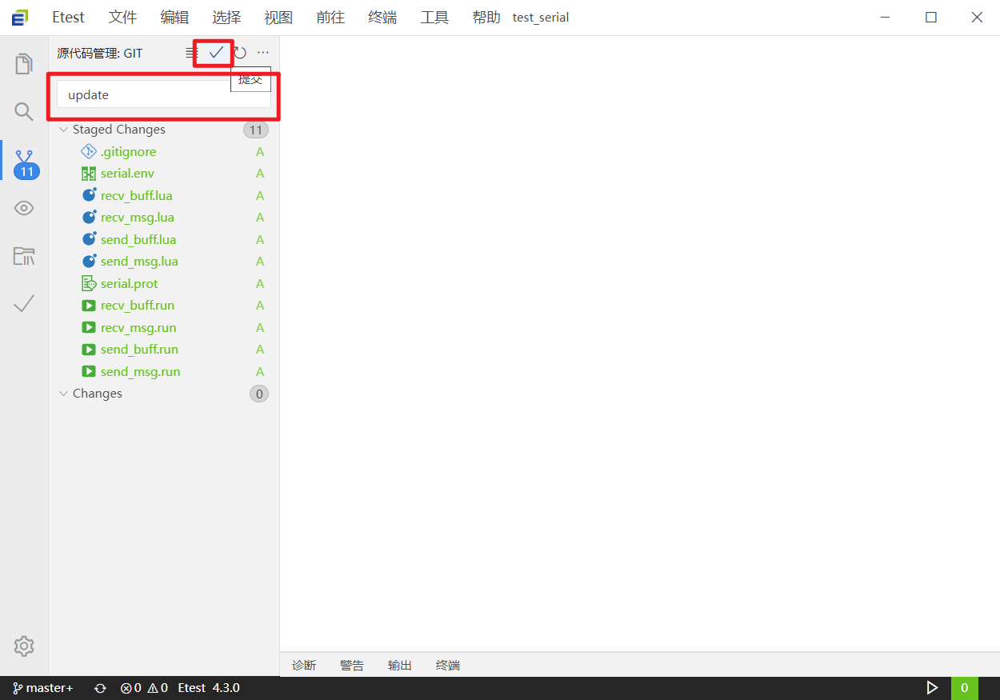 Etest 文件 编辑 选择 视图 前往 终端 工具 帮助 test_serial
源代码管理: GIT
提交
update
Staged Changes 11
.gitignore A
serial.env A
11
recv_buff.lua A
recv_msg.lua A
send_buff.lua A
send_msg.lua A
serial.prot A
recv_buff.run A
recv_msg.run A
send_buff.run A
send_msg.run A
Changes 0
诊断 警告 输出 终端
master+ 0 0 Etest 4.3.0 0